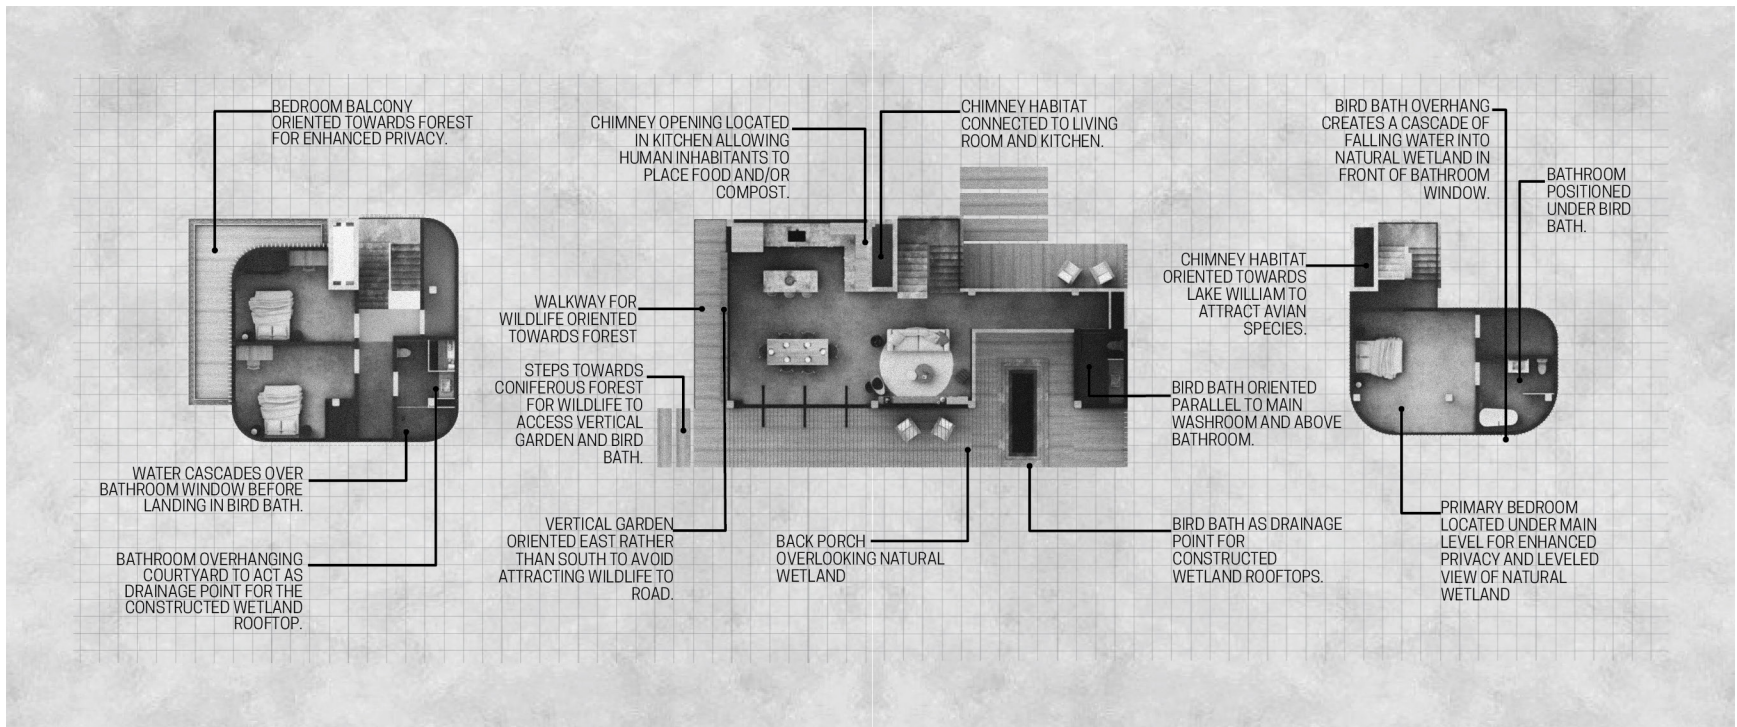 BEDROOM BALCONY
ORIENTED TOWARDS FOREST
FOR ENHANCED PRIVACY.
WATER CASCADES OVER
BATHROOM WINDOW BEFORE
LANDING IN BIRD BATH.
BATHROOM OVERHANGING
COURTYARD TO ACT AS
DRAINAGE POINT FOR THE
CONSTRUCTED WETLAND
ROOFTOP.
CHIMNEY OPENING LOCATED
IN KITCHEN ALLOWING
HUMAN INHABITANTS TO
PLACE FOOD AND/OR
COMPOST.
CHIMNEY HABITAT
CONNECTED TO LIVING
ROOM AND KITCHEN.
WALKWAY FOR
WILDLIFE ORIENTED
TOWARDS FOREST
STEPS TOWARDS
CONIFEROUS FOREST
FOR WILDLIFE TO
ACCESS VERTICAL
GARDEN AND BIRD
BATH.
VERTICAL GARDEN
ORIENTED EAST RATHER
THAN SOUTH TO AVOID
ATTRACTING WILDLIFE TO
ROAD.
BACK PORCH
OVERLOOKING NATURAL
WETLAND
BIRD BATH ORIENTED
PARALLEL TO MAIN
WASHROOM AND ABOVE
BATHROOM.
BIRD BATH AS DRAINAGE
POINT FOR
CONSTRUCTED
WETLAND ROOFTOPS.
BIRD BATH OVERHANG
CREATES A CASCADE OF
FALLING WATER INTO
NATURAL WETLAND IN
FRONT OF BATHROOM
WINDOW.
BATHROOM
POSITIONED
UNDER BIRD
BATH.
CHIMNEY HABITAT
ORIENTED TOWARDS
LAKE WILLIAM TO
ATTRACT AVIAN
SPECIES.
PRIMARY BEDROOM
LOCATED UNDER MAIN
LEVEL FOR ENHANCED
PRIVACY AND LEVELED
VIEW OF NATURAL
WETLAND